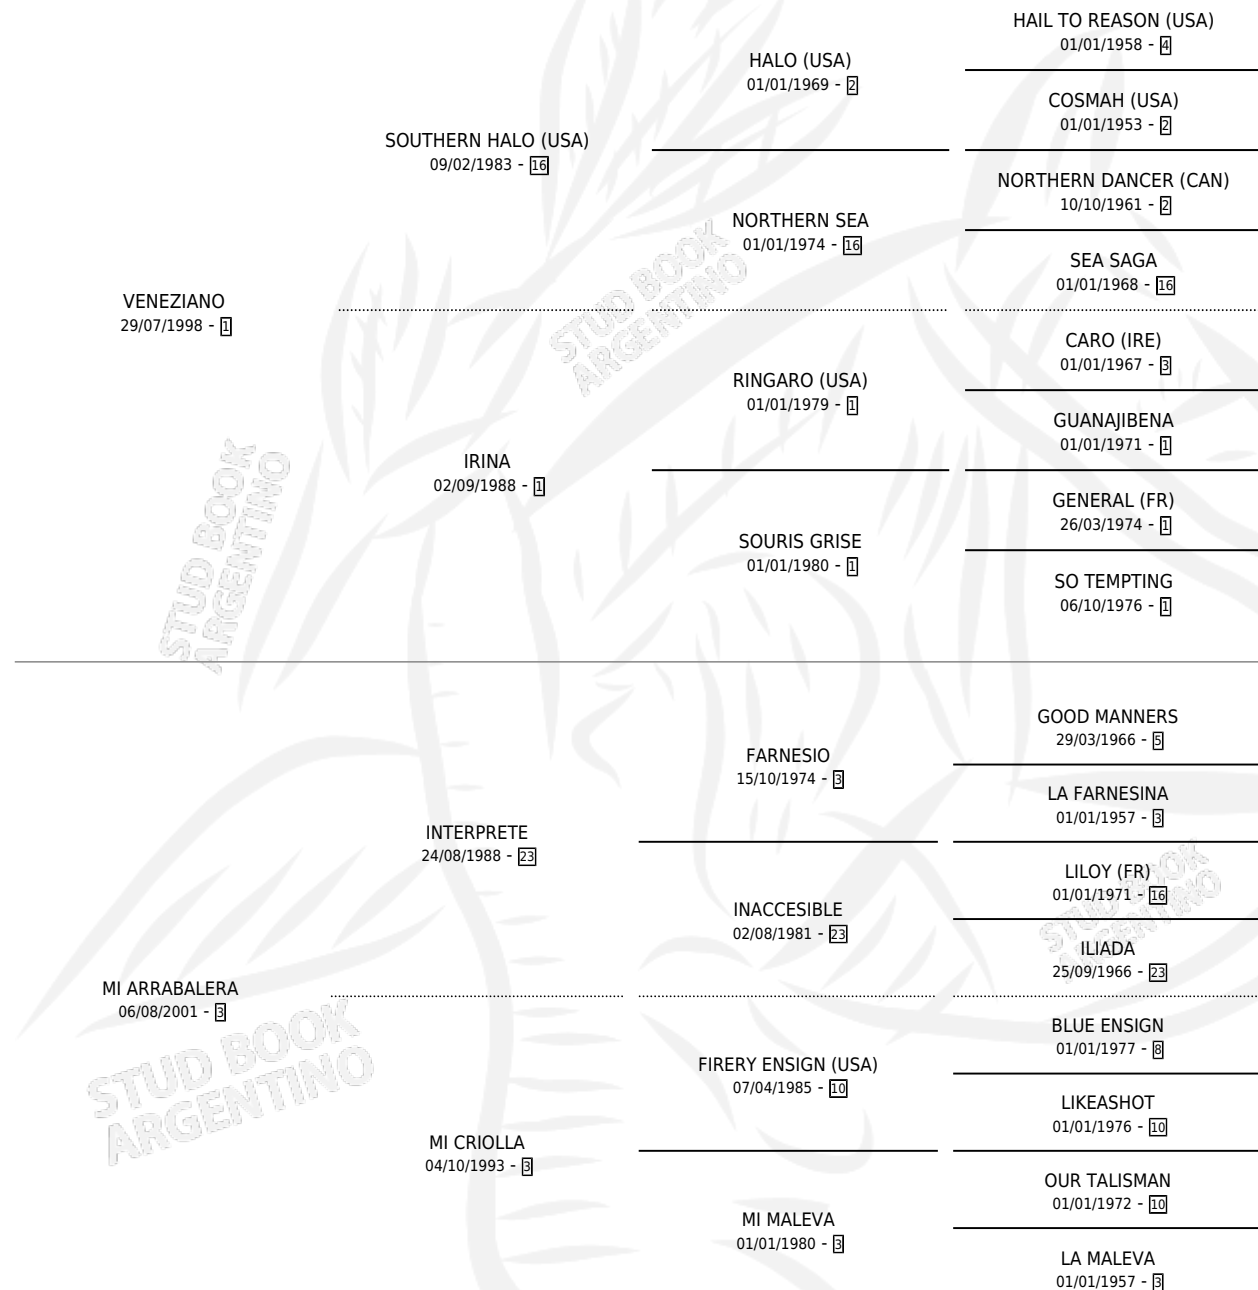 HAIL TO REASON (USA)
01/01/1958 - 4
HALO (USA)
01/01/1969 - 2
COSMAH (USA)
01/01/1953 - 2
SOUTHERN HALO (USA)
09/02/1983 - 16
NORTHERN DANCER (CAN)
10/10/1961 - 2
NORTHERN SEA
01/01/1974 - 16
SEA SAGA
01/01/1968 - 16
VENEZIANO
29/07/1998 - 1
CARO (IRE)
01/01/1967 - 3
RINGARO (USA)
01/01/1979 - 1
GUANAJIBENA
01/01/1971 - 1
IRINA
02/09/1988 - 1
GENERAL (FR)
26/03/1974 - 1
SOURIS GRISE
01/01/1980 - 1
SO TEMPTING
06/10/1976 - 1
GOOD MANNERS
29/03/1966 - 5
FARNESIO
15/10/1974 - 3
LA FARNESINA
01/01/1957 - 3
INTERPRETE
24/08/1988 - 23
LILOY (FR)
01/01/1971 - 16
INACCESIBLE
02/08/1981 - 23
ILIADA
25/09/1966 - 23
MI ARRABALERA
06/08/2001 - 3
BLUE ENSIGN
01/01/1977 - 8
FIRERY ENSIGN (USA)
07/04/1985 - 10
LIKEASHOT
01/01/1976 - 10
MI CRIOLLA
04/10/1993 - 3
OUR TALISMAN
01/01/1972 - 10
MI MALEVA
01/01/1980 - 3
LA MALEVA
01/01/1957 - 3
STUD BOOK
ARGENTINO
STUD BOOK
ARGENTINO
STUD BOOK
ARGENTINO
STUD BOOK
ARGENTINO